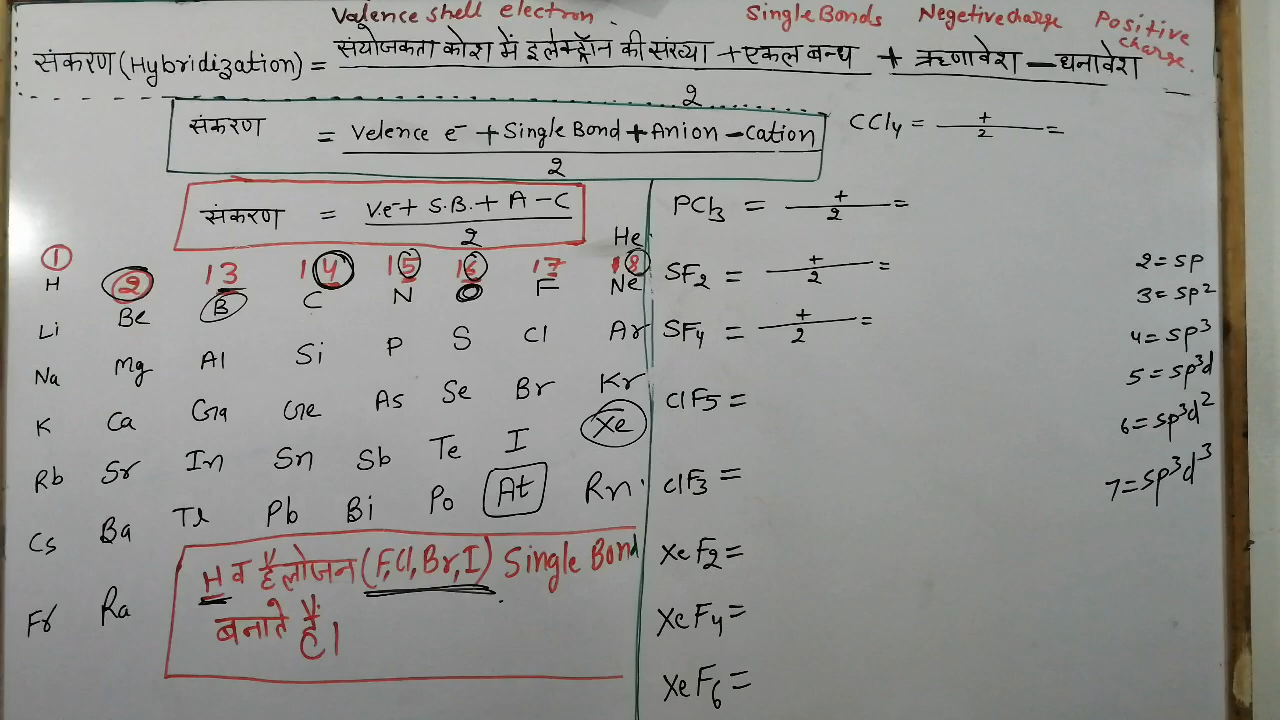 Valence shell electron. Single Bonds Negetive charge Positive charge.
संकरण (Hybridization) = संयोजकता कोश में इलेक्ट्रॉन की संख्या + एकल बन्ध + ऋणावेश - धनावेश
2
संकरण = Velence e⁻ + Single Bond + Anion - Cation
2
CCl₄ = + =
2
संकरण = V.e⁻ + S.B. + A - C
2
PCl₃ = + =
2
He
1 2 13 14 15 16 17 18
H Be B C N O F Ne
SF₂ = + =
2
Li Mg Al Si P S Cl Ar
SF₄ = + =
2
Na Ca Ga Ge As Se Br Kr
ClF₅ =
K Sr In Sn Sb Te I Xe
Rb Ba Tl Pb Bi Po At Rn
ClF₃ =
Cs Ra
Fr
XeF₂ =
XeF₄ =
XeF₆ =
2 = sp
3 = sp²
4 = sp³
5 = sp³d
6 = sp³d²
7 = sp³d³
H व हैलोजन (F, Cl, Br, I) Single Bond
बनाते हैं।